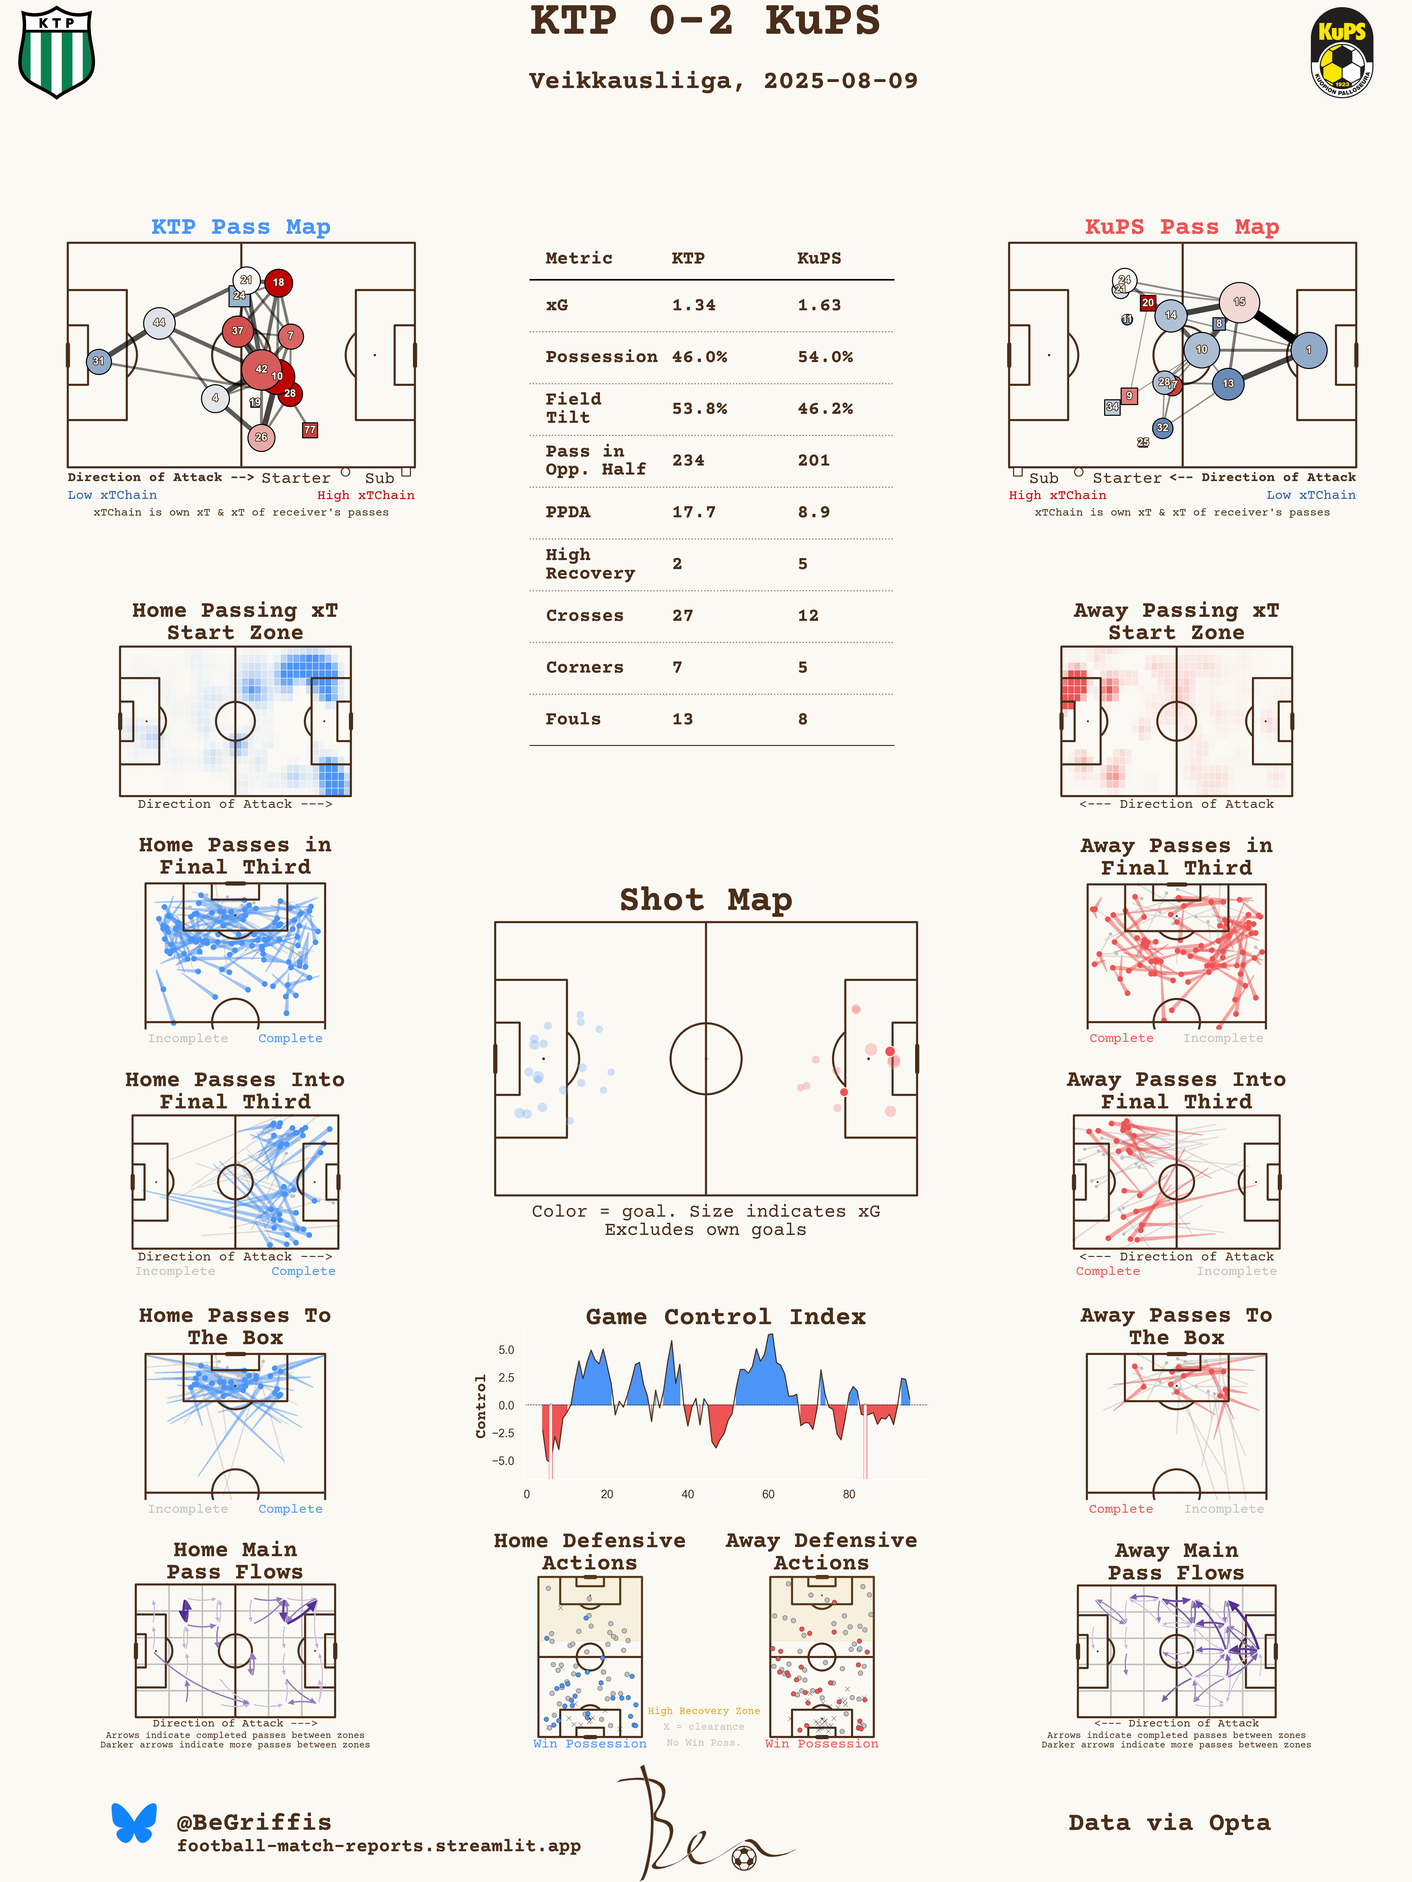 KTP 0-2 KuPS
Veikkausliiga, 2025-08-09
KTP
KuPS
1923
KUOPION PALLOSEURA
KTP Pass Map
21
18
24
44
37
7
31
42
10
28
4
19
26
77
Direction of Attack --> Starter Sub
Low xTChain High xTChain
xTChain is own xT & xT of receiver's passes
Metric KTP KuPS
xG 1.34 1.63
Possession 46.0% 54.0%
Field
Tilt 53.8% 46.2%
Pass in
Opp. Half 234 201
PPDA 17.7 8.9
High
Recovery 2 5
Crosses 27 12
Corners 7 5
Fouls 13 8
KuPS Pass Map
24
21
20
15
11
14
8
10
1
28
13
9
34
32
25
Sub Starter <-- Direction of Attack
High xTChain Low xTChain
xTChain is own xT & xT of receiver's passes
Home Passing xT
Start Zone
Direction of Attack --->
Away Passing xT
Start Zone
<--- Direction of Attack
Home Passes in
Final Third
Incomplete Complete
Away Passes in
Final Third
Complete Incomplete
Shot Map
Color = goal. Size indicates xG
Excludes own goals
Home Passes Into
Final Third
Direction of Attack --->
Incomplete Complete
Away Passes Into
Final Third
<--- Direction of Attack
Complete Incomplete
Home Passes To
The Box
Incomplete Complete
Game Control Index
Control
5.0
2.5
0.0
−2.5
−5.0
0 20 40 60 80
Away Passes To
The Box
Complete Incomplete
Home Main
Pass Flows
Direction of Attack --->
Arrows indicate completed passes between zones
Darker arrows indicate more passes between zones
Home Defensive
Actions
Win Possession
High Recovery Zone
X = clearance
No Win Poss.
Away Defensive
Actions
Win Possession
Away Main
Pass Flows
<--- Direction of Attack
Arrows indicate completed passes between zones
Darker arrows indicate more passes between zones
@BeGriffis
football-match-reports.streamlit.app
Ben
Data via Opta